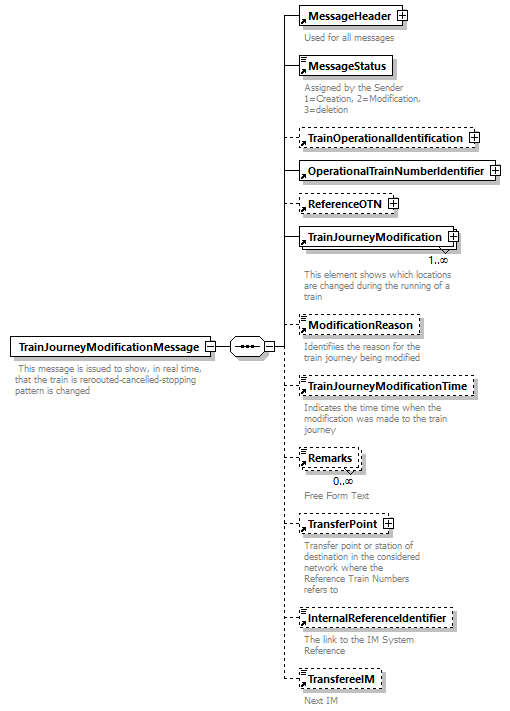 MessageHeader
Used for all messages
MessageStatus
Assigned by the Sender
1=Creation, 2=Modification,
3=deletion
TrainOperationalIdentification
OperationalTrainNumberIdentifier
ReferenceOTN
TrainJourneyModification
1..∞
This element shows which locations
are changed during the running of a
train
ModificationReason
Identifiies the reason for the
train journey being modified
TrainJourneyModificationMessage
This message is issued to show, in real time,
that the train is reroouted-cancelled-stopping
pattern is changed
TrainJourneyModificationTime
Indicates the time time when the
modification was made to the train
journey
Remarks
0..∞
Free Form Text
TransferPoint
Transfer point or station of
destination in the considered
network where the
Reference Train Numbers
refers to
InternalReferenceIdentifier
The link to the IM System
Reference
TransfereeIM
Next IM